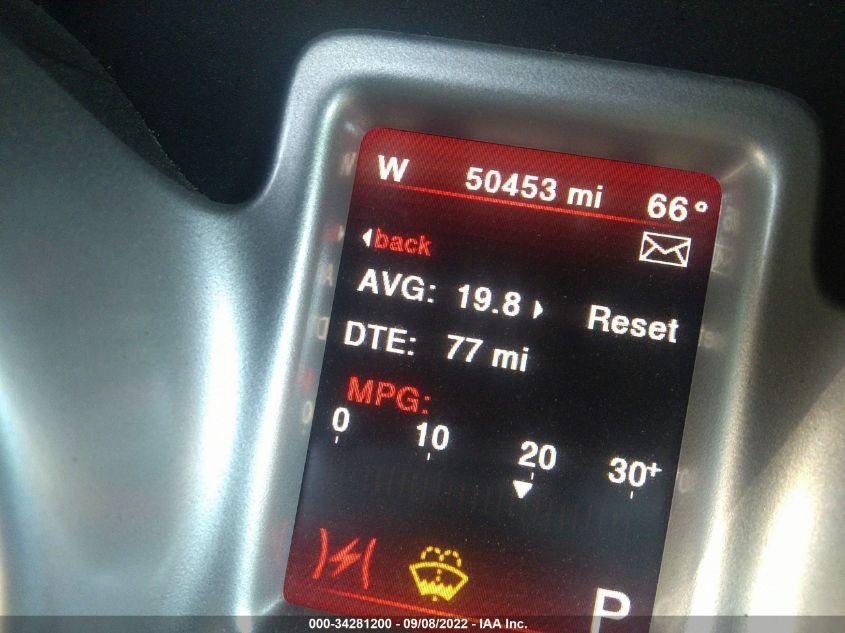 W 50453 mi 66°
back
AVG: 19.8 Reset
DTE: 77 mi
MPG:
0 10 20 30+
P
000-34281200 - 09/08/2022 - IAA Inc.